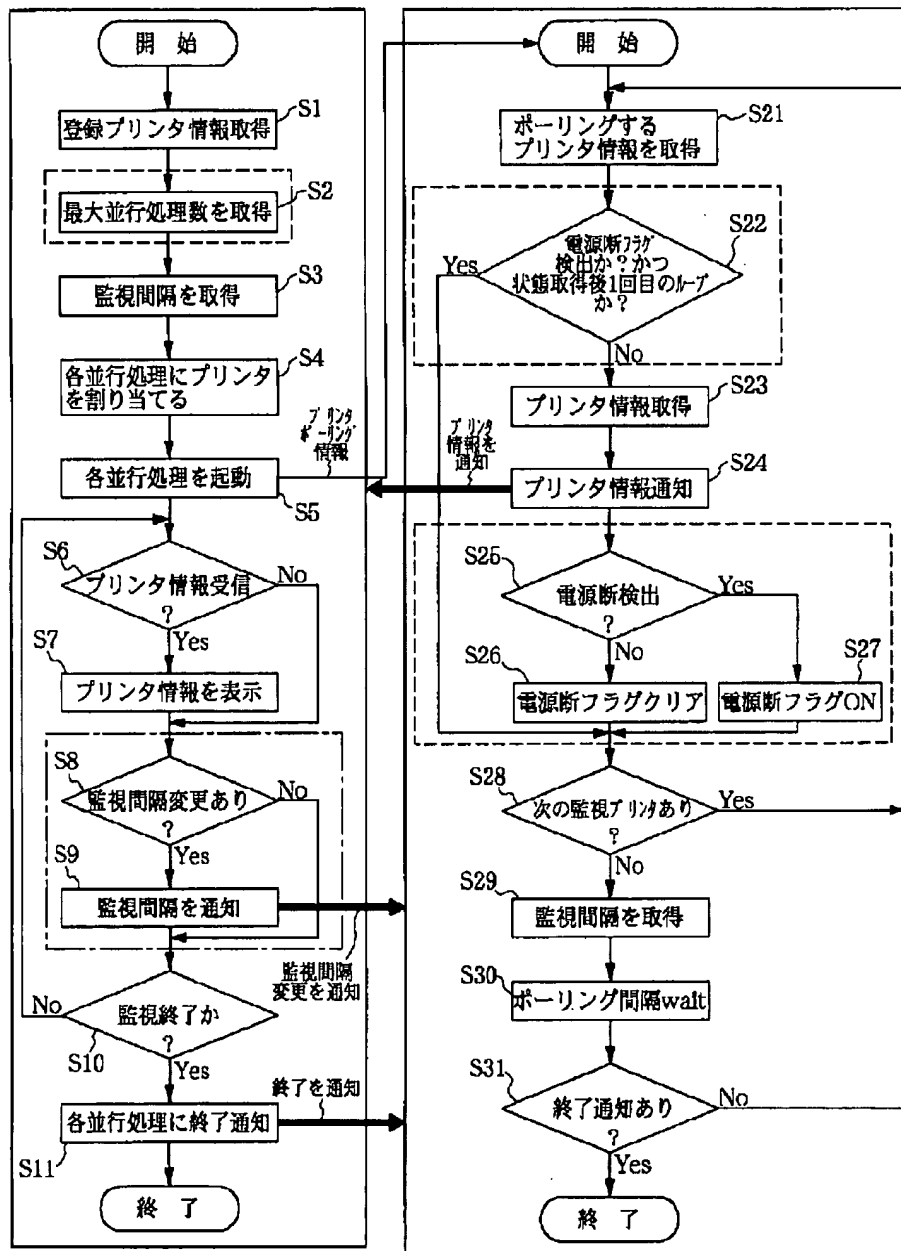 開 始
S1
登録プリンタ情報取得
S2
最大並行処理数を取得
S3
監視間隔を取得
S4
各並行処理にプリンタ
を割り当てる
プリンタ
ポーリング
情報
各並行処理を起動
S5
S6
プリンタ情報受信
?
No
Yes
S7
プリンタ情報を表示
S8
監視間隔変更あり
?
No
Yes
S9
監視間隔を通知
監視間隔
変更を通知
No
監視終了か
?
S10
Yes
終了を通知
各並行処理に終了通知
S11
終 了
開 始
S21
ポーリングする
プリンタ情報を取得
S22
電源断フラグ
検出か?かつ
状態取得後1回目のループ
か?
Yes
No
S23
プリンタ情報取得
プリンタ
情報を
通知
S24
プリンタ情報通知
S25
電源断検出
?
Yes
No
S26
電源断フラグクリア
S27
電源断フラグON
S28
次の監視プリンタあり
?
Yes
No
S29
監視間隔を取得
S30
ポーリング間隔wait
S31
終了通知あり
?
No
Yes
終 了